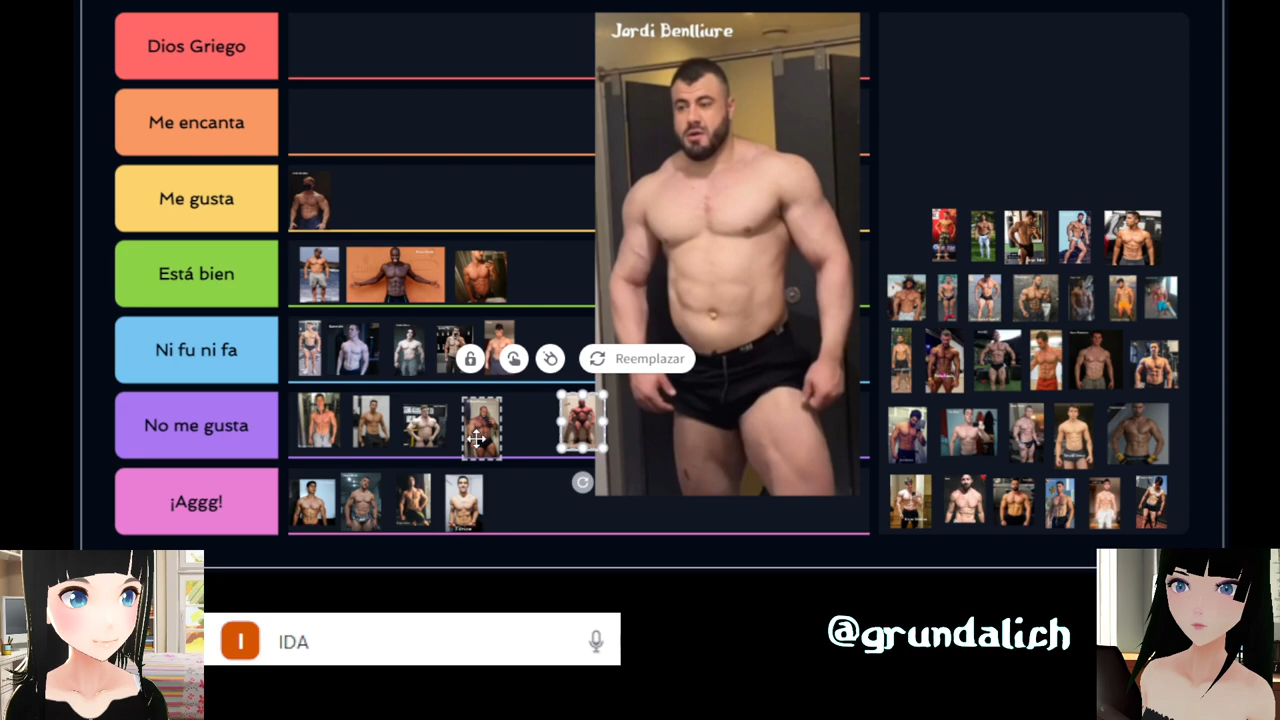 Dios Griego
Jordi Benlliure
Me encanta
Me gusta
Está bien
Ni fu ni fa
Reemplazar
No me gusta
¡Aggg!
I
IDA
@grundalich